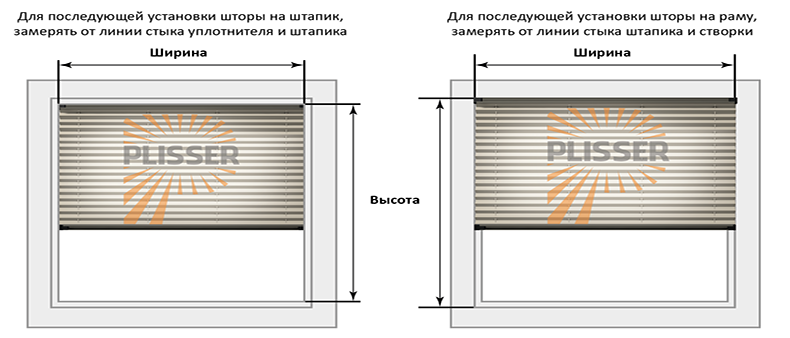 Для последующей установки шторы на штапик,
замерять от линии стыка уплотнителя и штапика
Ширина
PLISSER
Высота
Для последующей установки шторы на раму,
замерять от линии стыка штапика и створки
Ширина
PLISSER